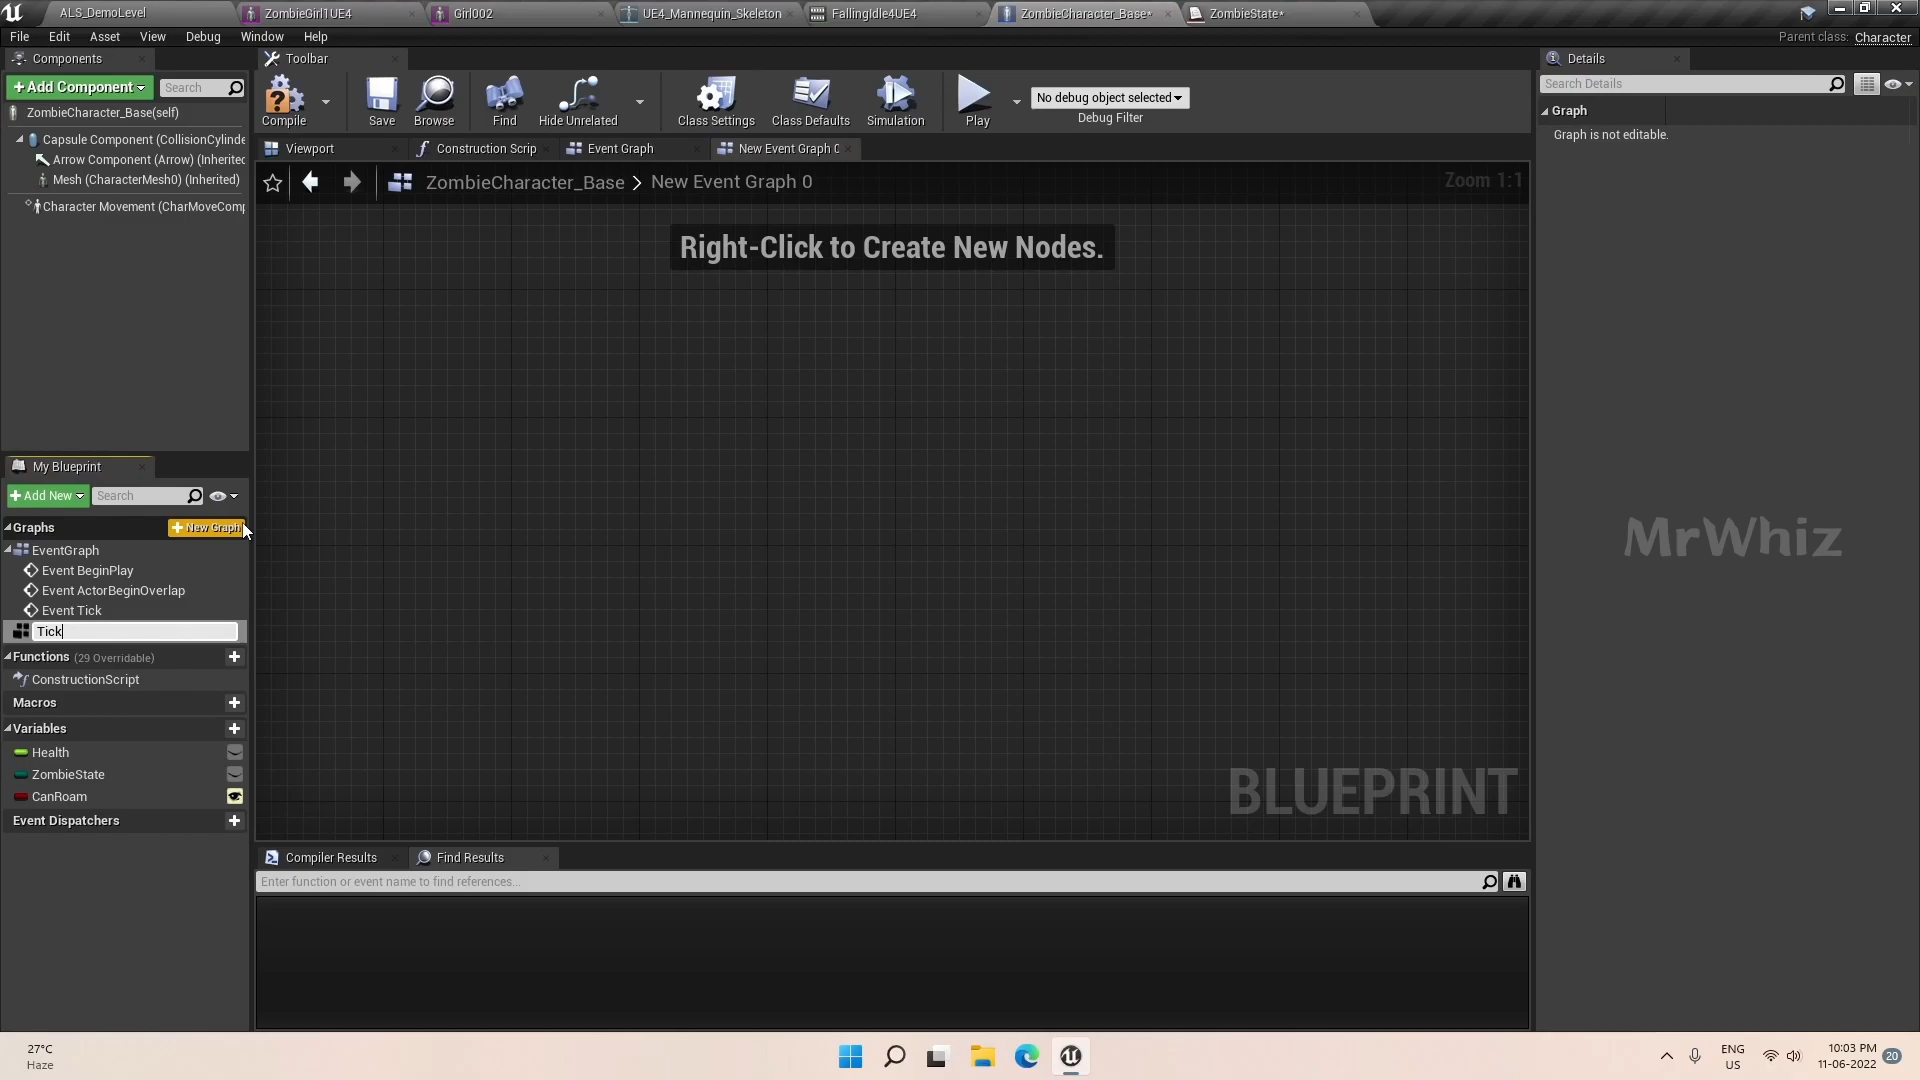 ALS_DemoLevel
ZombieGirl1UE4
Girl002
UE4_Mannequin_Skeleton
FallingIdle4UE4
ZombieCharacter_Base*
ZombieState*
File Edit Asset View Debug Window Help
Parent class: Character
Components
Toolbar
Details
+Add Component
Search
Search Details
Compile
Save
Browse
Find
Hide Unrelated
Class Settings
Class Defaults
Simulation
Play
No debug object selected
Debug Filter
ZombieCharacter_Base(self)
Capsule Component (CollisionCylinde
Arrow Component (Arrow) (Inherited
Mesh (CharacterMesh0) (Inherited)
Character Movement (CharMoveComp
Graph
Graph is not editable.
Viewport
Construction Scrip
Event Graph
New Event Graph 0
ZombieCharacter_Base > New Event Graph 0
Zoom 1:1
Right-Click to Create New Nodes.
My Blueprint
+Add New
Search
Graphs
+ New Graph
EventGraph
Event BeginPlay
Event ActorBeginOverlap
Event Tick
Tick
Functions (29 Overridable)
ConstructionScript
Macros
Variables
Health
ZombieState
CanRoam
Event Dispatchers
MrWhiz
BLUEPRINT
Compiler Results
Find Results
Enter function or event name to find references...
27°C
Haze
ENG
US
10:03 PM
11-06-2022
20